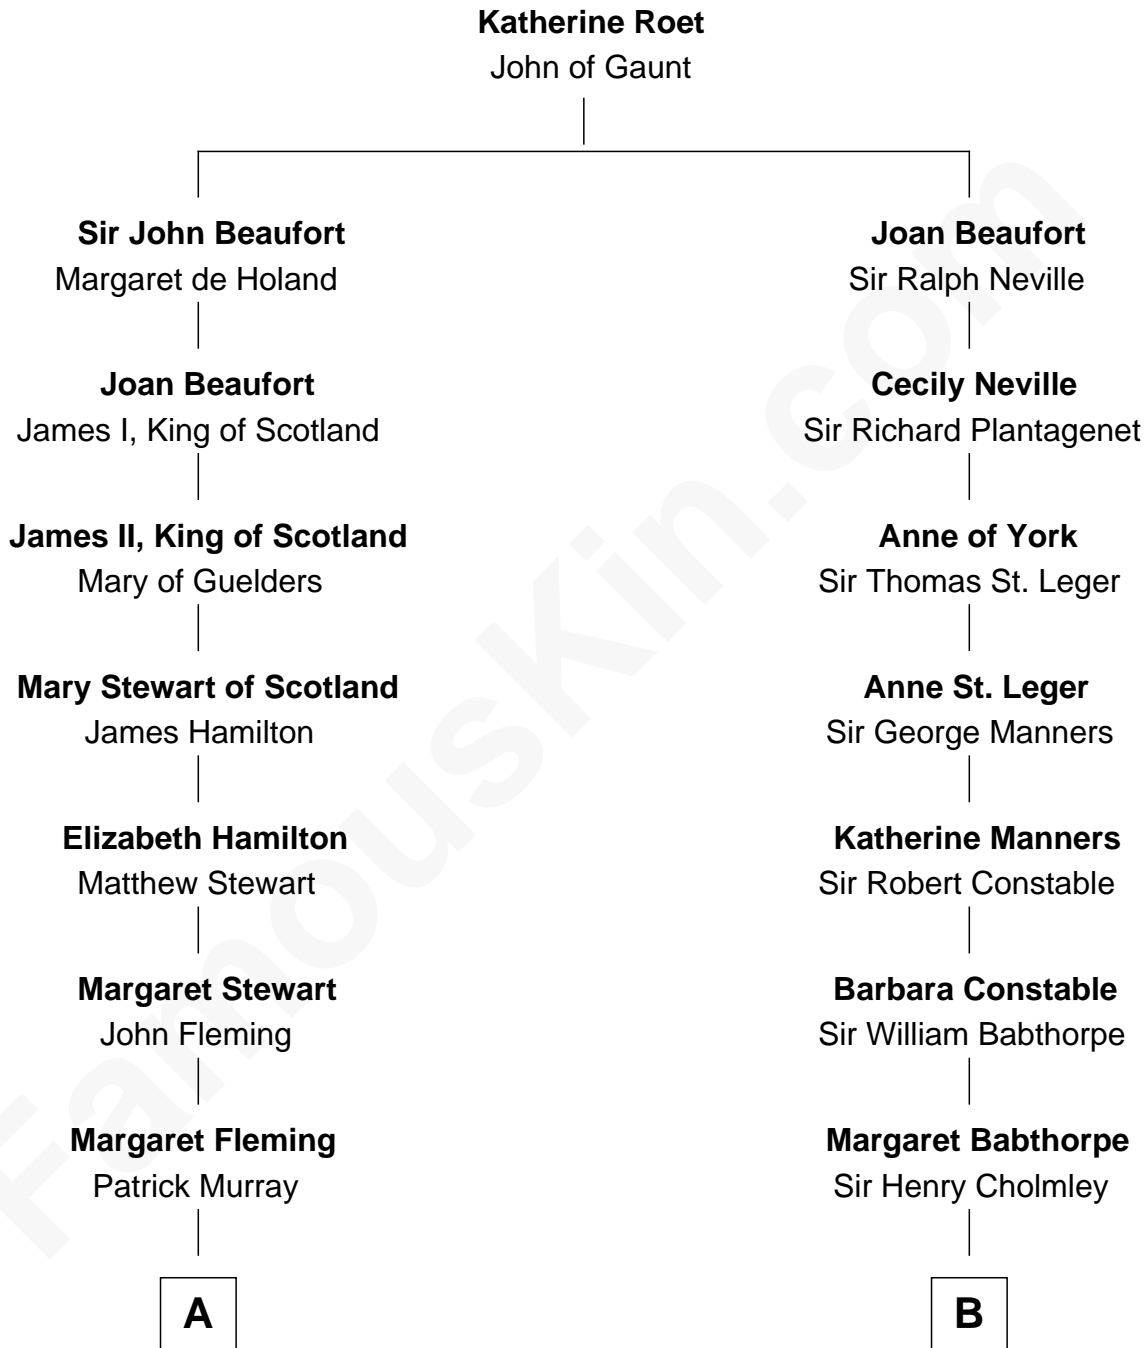 Katherine Roet
John of Gaunt
Sir John Beaufort
Margaret de Holand
Joan Beaufort
James I, King of Scotland
James II, King of Scotland
Mary of Guelders
Mary Stewart of Scotland
James Hamilton
Elizabeth Hamilton
Matthew Stewart
Margaret Stewart
John Fleming
Margaret Fleming
Patrick Murray
A
Joan Beaufort
Sir Ralph Neville
Cecily Neville
Sir Richard Plantagenet
Anne of York
Sir Thomas St. Leger
Anne St. Leger
Sir George Manners
Katherine Manners
Sir Robert Constable
Barbara Constable
Sir William Babthorpe
Margaret Babthorpe
Sir Henry Cholmley
B
FamousKin.com